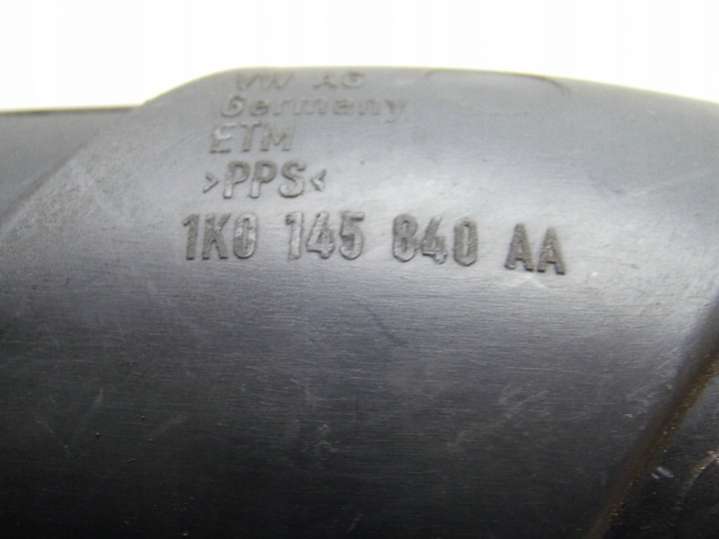 VW AG
Germany
ETM
>PPS<
1K0 145 840 AA